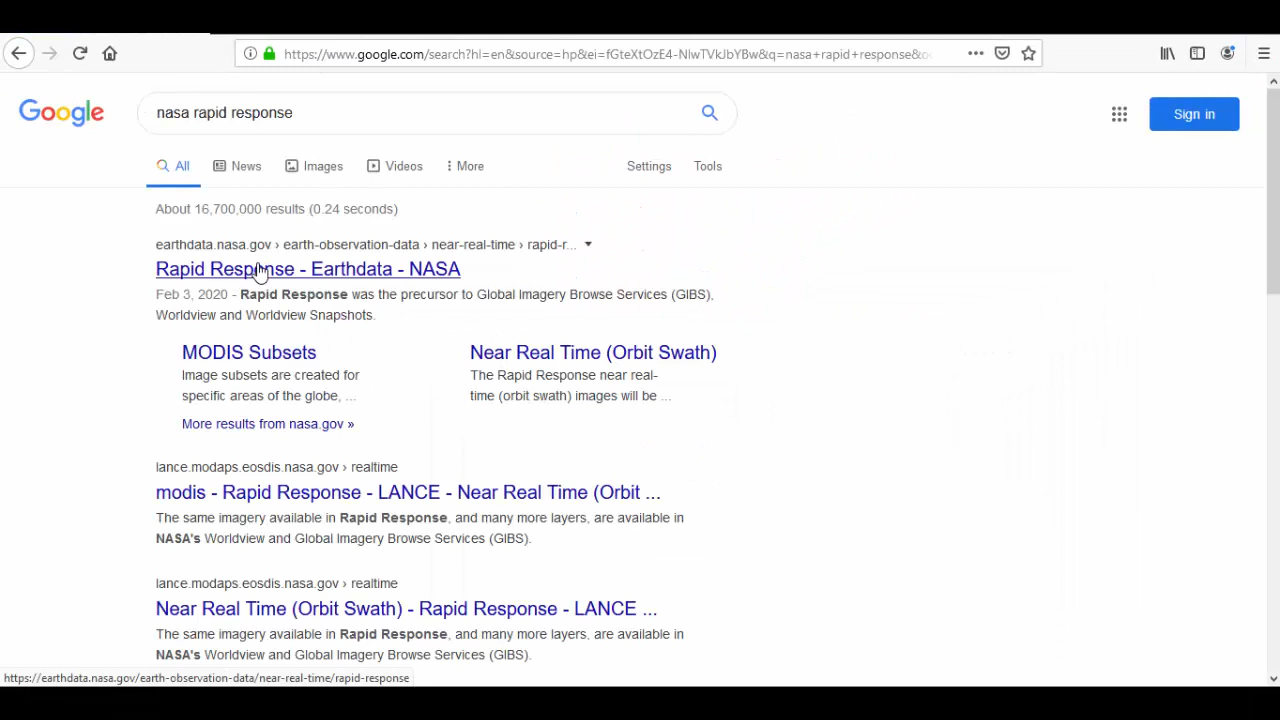 https://www.google.com/search?hl=en&source=hp&ei=fGteXtOzE4-NlwTVkJbYBw&q=nasa+rapid+response&o
Google
nasa rapid response
Sign in
All
News
Images
Videos
More
Settings
Tools
About 16,700,000 results (0.24 seconds)
earthdata.nasa.gov › earth-observation-data › near-real-time › rapid-r...
Rapid Response - Earthdata - NASA
Feb 3, 2020 - Rapid Response was the precursor to Global Imagery Browse Services (GIBS),
Worldview and Worldview Snapshots.
MODIS Subsets
Image subsets are created for
specific areas of the globe, ...
Near Real Time (Orbit Swath)
The Rapid Response near real-
time (orbit swath) images will be ...
More results from nasa.gov »
lance.modaps.eosdis.nasa.gov › realtime
modis - Rapid Response - LANCE - Near Real Time (Orbit ...
The same imagery available in Rapid Response, and many more layers, are available in
NASA's Worldview and Global Imagery Browse Services (GIBS).
lance.modaps.eosdis.nasa.gov › realtime
Near Real Time (Orbit Swath) - Rapid Response - LANCE ...
The same imagery available in Rapid Response, and many more layers, are available in
NASA's Worldview and Global Imagery Browse Services (GIBS).
https://earthdata.nasa.gov/earth-observation-data/near-real-time/rapid-response